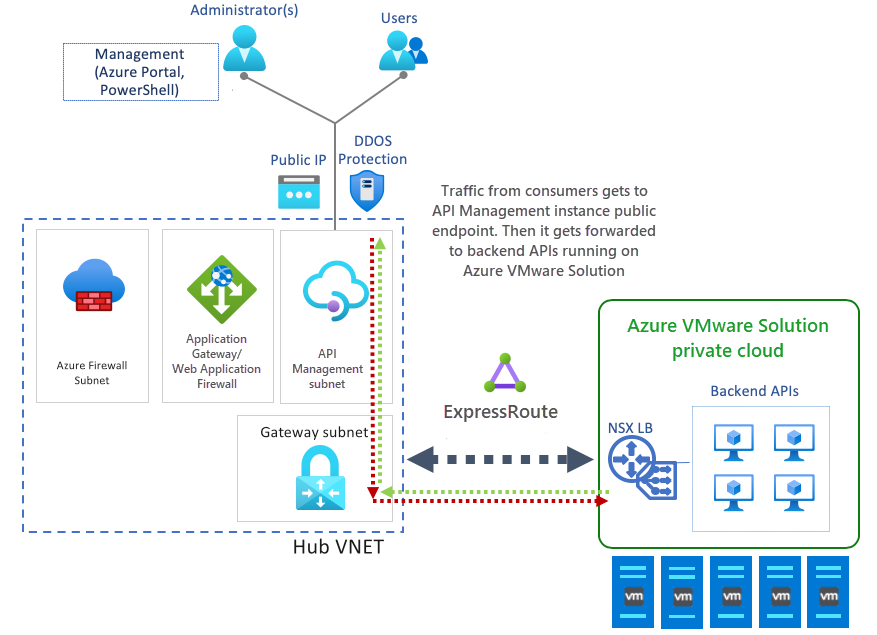 Administrator(s)
Users
Management
(Azure Portal,
PowerShell)
DDOS
Public IP
Protection
Traffic from consumers gets to
API Management instance public
endpoint. Then it gets forwarded
to backend APIs running on
Azure VMware Solution
Azure Firewall
Subnet
Application
Gateway/
Web Application
Firewall
API
Management
subnet
Gateway subnet
Hub VNET
ExpressRoute
Azure VMware Solution
private cloud
Backend APIs
NSX LB
vm
vm
vm
vm
vm